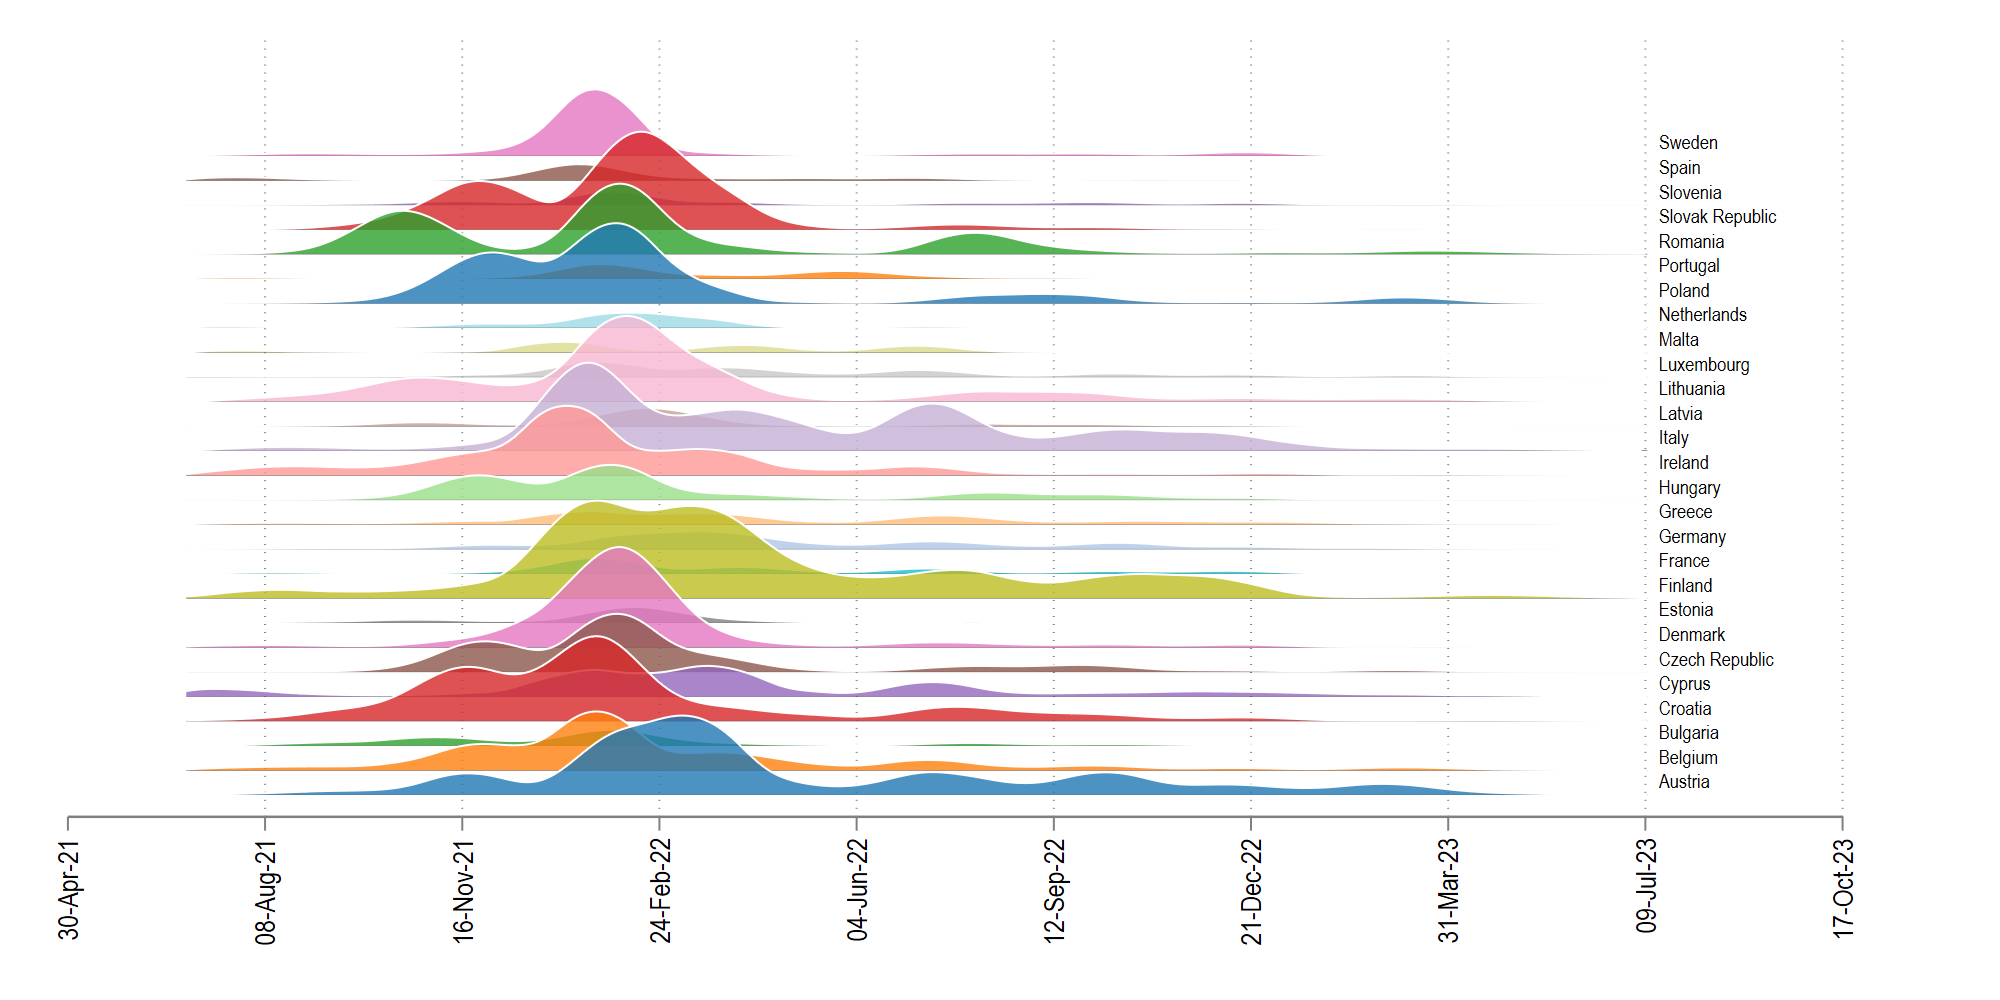 Sweden
Spain
Slovenia
Slovak Republic
Romania
Portugal
Poland
Netherlands
Malta
Luxembourg
Lithuania
Latvia
Italy
Ireland
Hungary
Greece
Germany
France
Finland
Estonia
Denmark
Czech Republic
Cyprus
Croatia
Bulgaria
Belgium
Austria
30-Apr-21
08-Aug-21
16-Nov-21
24-Feb-22
04-Jun-22
12-Sep-22
21-Dec-22
31-Mar-23
09-Jul-23
17-Oct-23